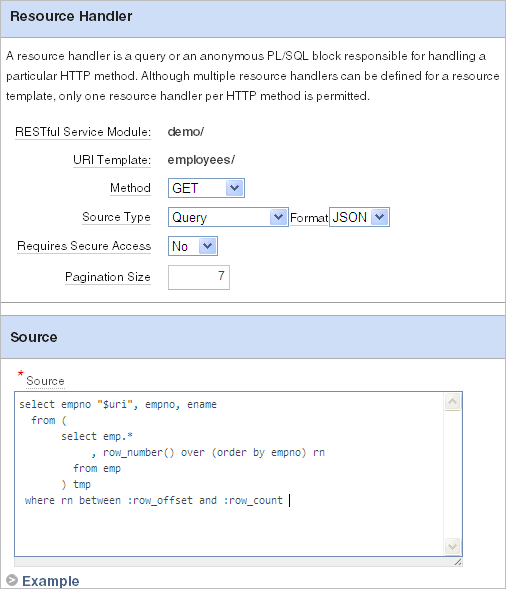 Resource Handler
A resource handler is a query or an anonymous PL/SQL block responsible for handling a
particular HTTP method. Although multiple resource handlers can be defined for a resource
template, only one resource handler per HTTP method is permitted.
RESTful Service Module: demo/
URI Template: employees/
Method GET
Source Type Query Format JSON
Requires Secure Access No
Pagination Size 7
Source
* Source
select empno "$uri", empno, ename
from (
select emp.*
, row_number() over (order by empno) rn
from emp
) tmp
where rn between :row_offset and :row_count
Example